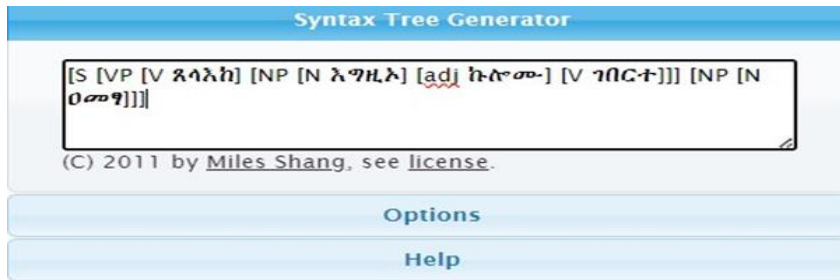 Syntax Tree Generator
[S [VP [V ጸላእከ] [NP [N እግዚኦ] [adj ኩሎሙ] [V ገበርተ]]] [NP [N
ዐመፃ]]]
(C) 2011 by Miles Shang, see license.
Options
Help